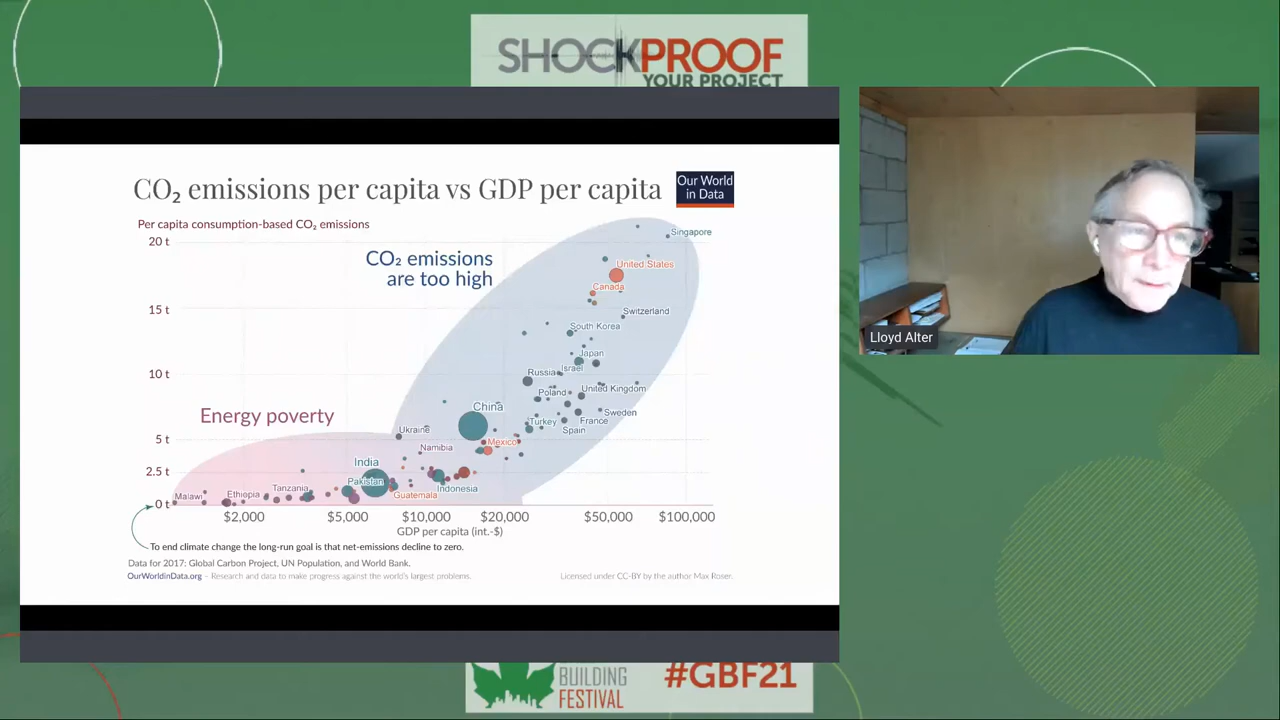 SHOCKPROOF
YOUR PROJECT
CO₂ emissions per capita vs GDP per capita
Our World
in Data
Per capita consumption-based CO₂ emissions
20 t
15 t
10 t
5 t
2.5 t
0 t
CO₂ emissions
are too high
Energy poverty
Singapore
United States
Canada
Switzerland
South Korea
Japan
Israel
Russia
Poland
United Kingdom
China
Sweden
France
Turkey
Spain
Ukraine
Mexico
Namibia
India
Pakistan
Indonesia
Tanzania
Guatemala
Malawi
Ethiopia
$2,000
$5,000
$10,000
$20,000
$50,000
$100,000
GDP per capita (int.-$)
To end climate change the long-run goal is that net-emissions decline to zero.
Data for 2017: Global Carbon Project, UN Population, and World Bank.
OurWorldinData.org – Research and data to make progress against the world's largest problems.
Licensed under CC-BY by the author Max Roser.
Lloyd Alter
BUILDING
FESTIVAL
#GBF21